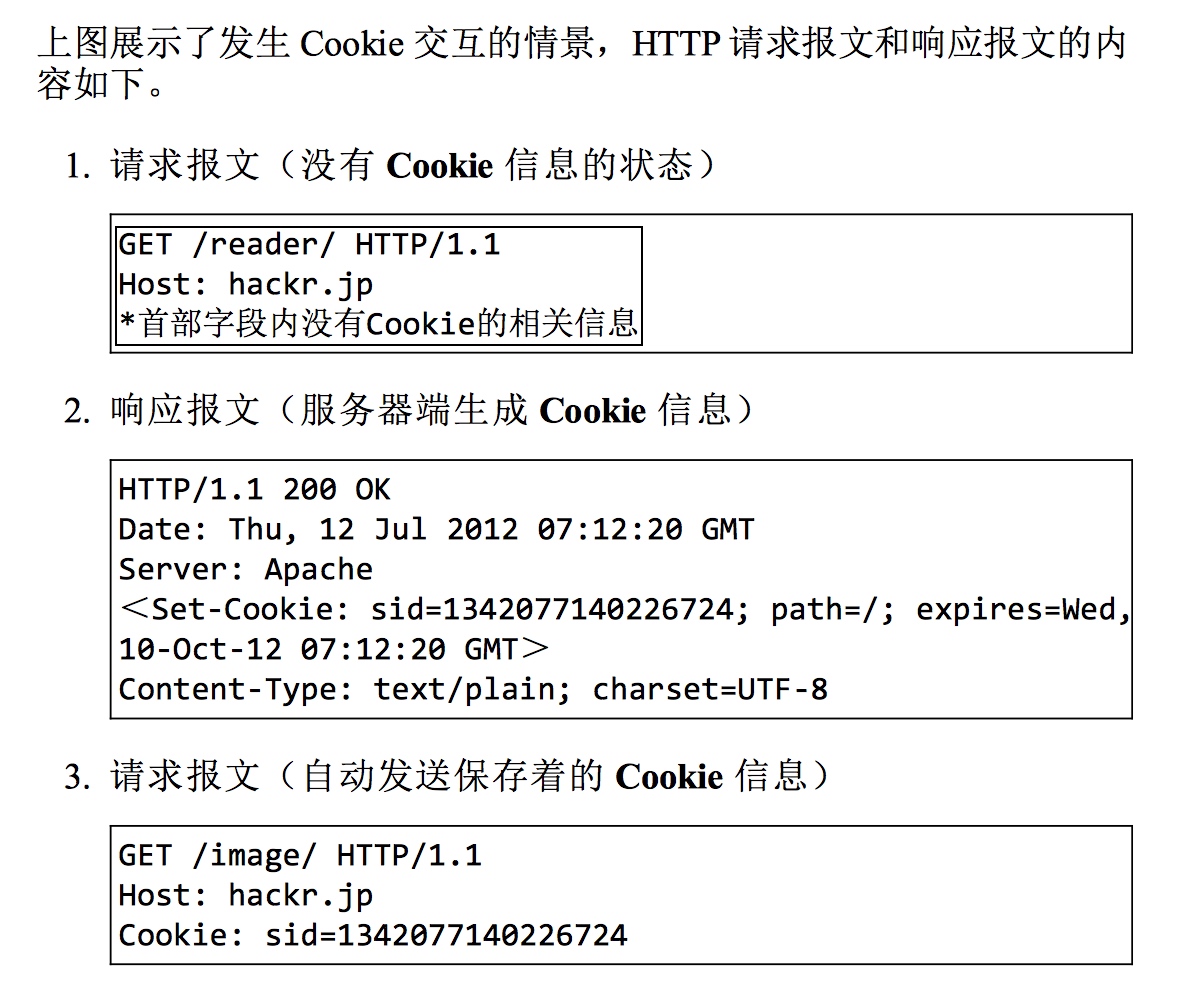 上图展示了发生 Cookie 交互的情景，HTTP 请求报文和响应报文的内
容如下。
1. 请求报文（没有 Cookie 信息的状态）
GET /reader/ HTTP/1.1
Host: hackr.jp
*首部字段内没有Cookie的相关信息
2. 响应报文（服务器端生成 Cookie 信息）
HTTP/1.1 200 OK
Date: Thu, 12 Jul 2012 07:12:20 GMT
Server: Apache
＜Set-Cookie: sid=1342077140226724; path=/; expires=Wed,
10-Oct-12 07:12:20 GMT＞
Content-Type: text/plain; charset=UTF-8
3. 请求报文（自动发送保存着的 Cookie 信息）
GET /image/ HTTP/1.1
Host: hackr.jp
Cookie: sid=1342077140226724